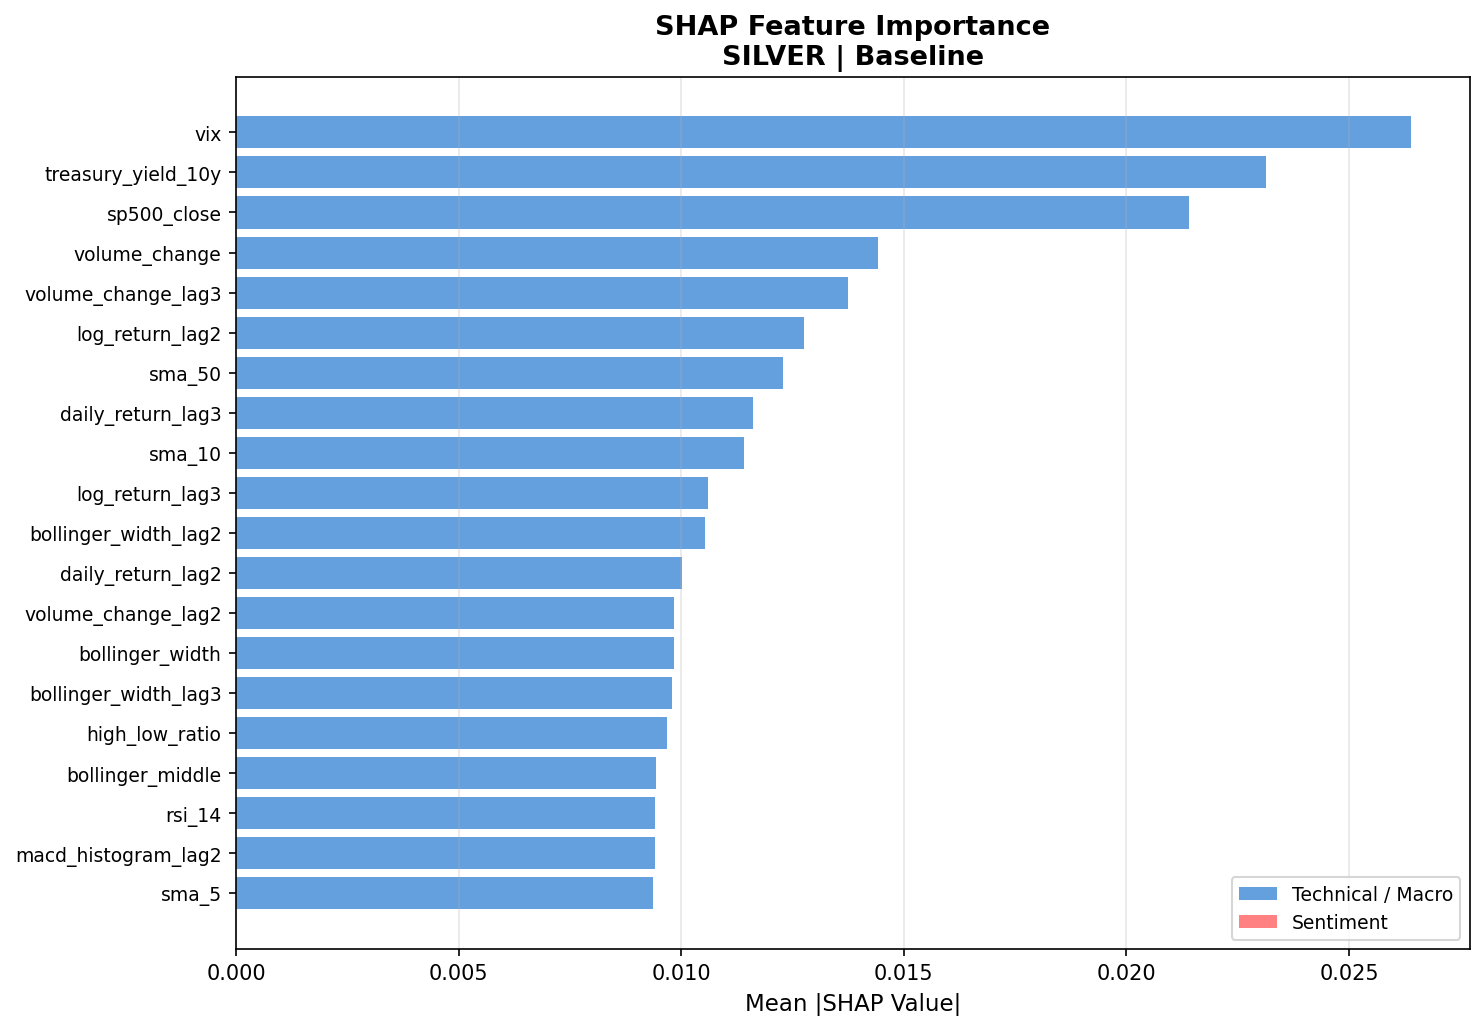 SHAP Feature Importance
SILVER | Baseline
vix
treasury_yield_10y
sp500_close
volume_change
volume_change_lag3
log_return_lag2
sma_50
daily_return_lag3
sma_10
log_return_lag3
bollinger_width_lag2
daily_return_lag2
volume_change_lag2
bollinger_width
bollinger_width_lag3
high_low_ratio
bollinger_middle
rsi_14
macd_histogram_lag2
sma_5
Technical / Macro
Sentiment
0.000 0.005 0.010 0.015 0.020 0.025
Mean |SHAP Value|